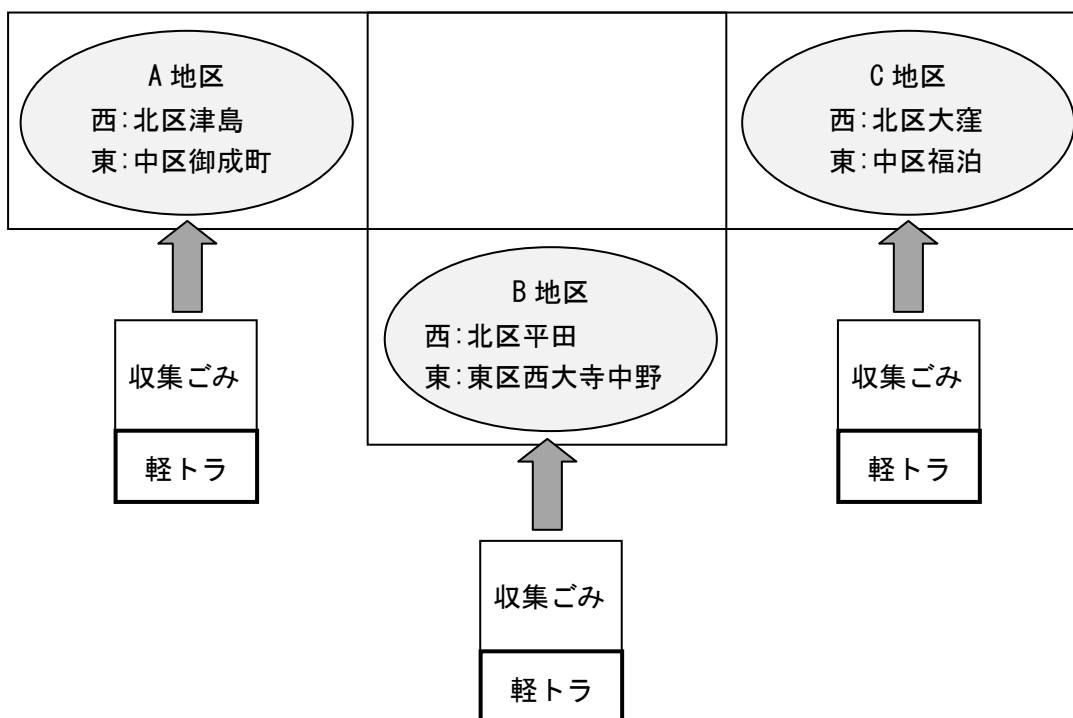 A 地区
西:北区津島
東:中区御成町
C 地区
西:北区大窪
東:中区福泊
B 地区
西:北区平田
東:東区西大寺中野
収集ごみ
軽トラ
収集ごみ
軽トラ
収集ごみ
軽トラ